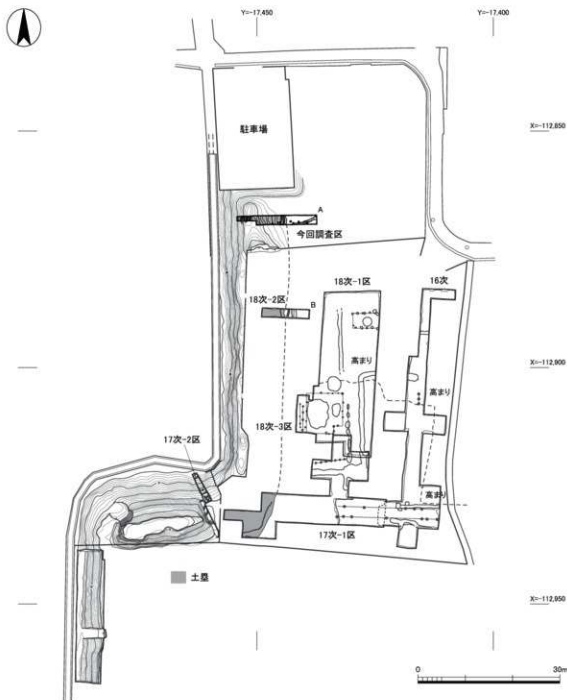 Y=-17,450
Y=-17,400
X=-112,850
駐車場
A
今回調査区
18次-2区
B
18次-1区
16次
高まり
X=-112,900
高まり
18次-3区
17次-2区
高まり
17次-1区
土塁
X=-112,950
0
30m